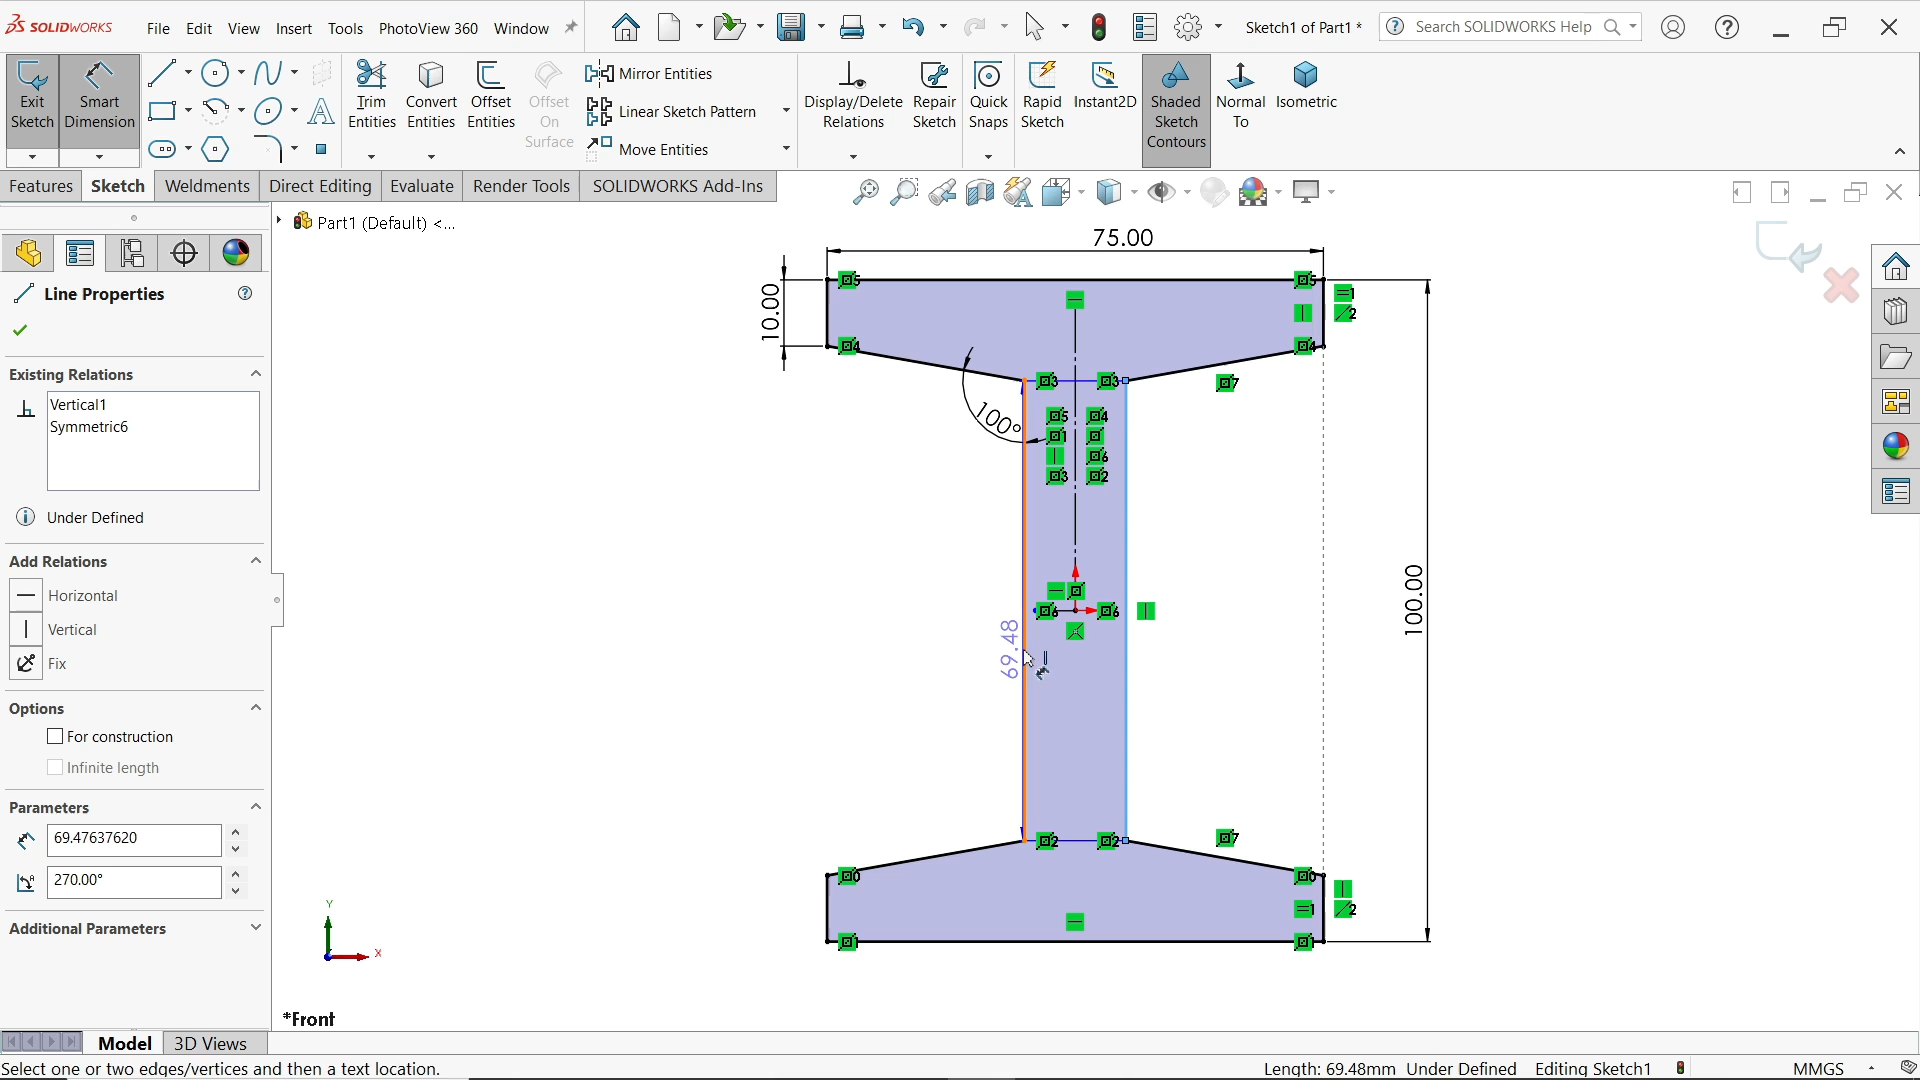 SOLIDWORKS File Edit View Insert Tools PhotoView 360 Window Sketch1 of Part1 * Search SOLIDWORKS Help
Exit Sketch
Smart Dimension
Trim Entities
Convert Entities
Offset Entities
Offset On Surface
Mirror Entities
Linear Sketch Pattern
Move Entities
Display/Delete Relations
Repair Sketch
Quick Snaps
Rapid Sketch
Instant2D
Shaded Sketch Contours
Normal To
Isometric
Features Sketch Weldments Direct Editing Evaluate Render Tools SOLIDWORKS Add-Ins
Part1 (Default) <...
Line Properties
Existing Relations
Vertical1
Symmetric6
Under Defined
Add Relations
Horizontal
Vertical
Fix
Options
For construction
Infinite length
Parameters
69.47637620
270.00°
Additional Parameters
75.00
10.00
100°
69.48
100.00
Y
X
*Front
Model 3D Views
Select one or two edges/vertices and then a text location. Length: 69.48mm Under Defined Editing Sketch1 MMGS